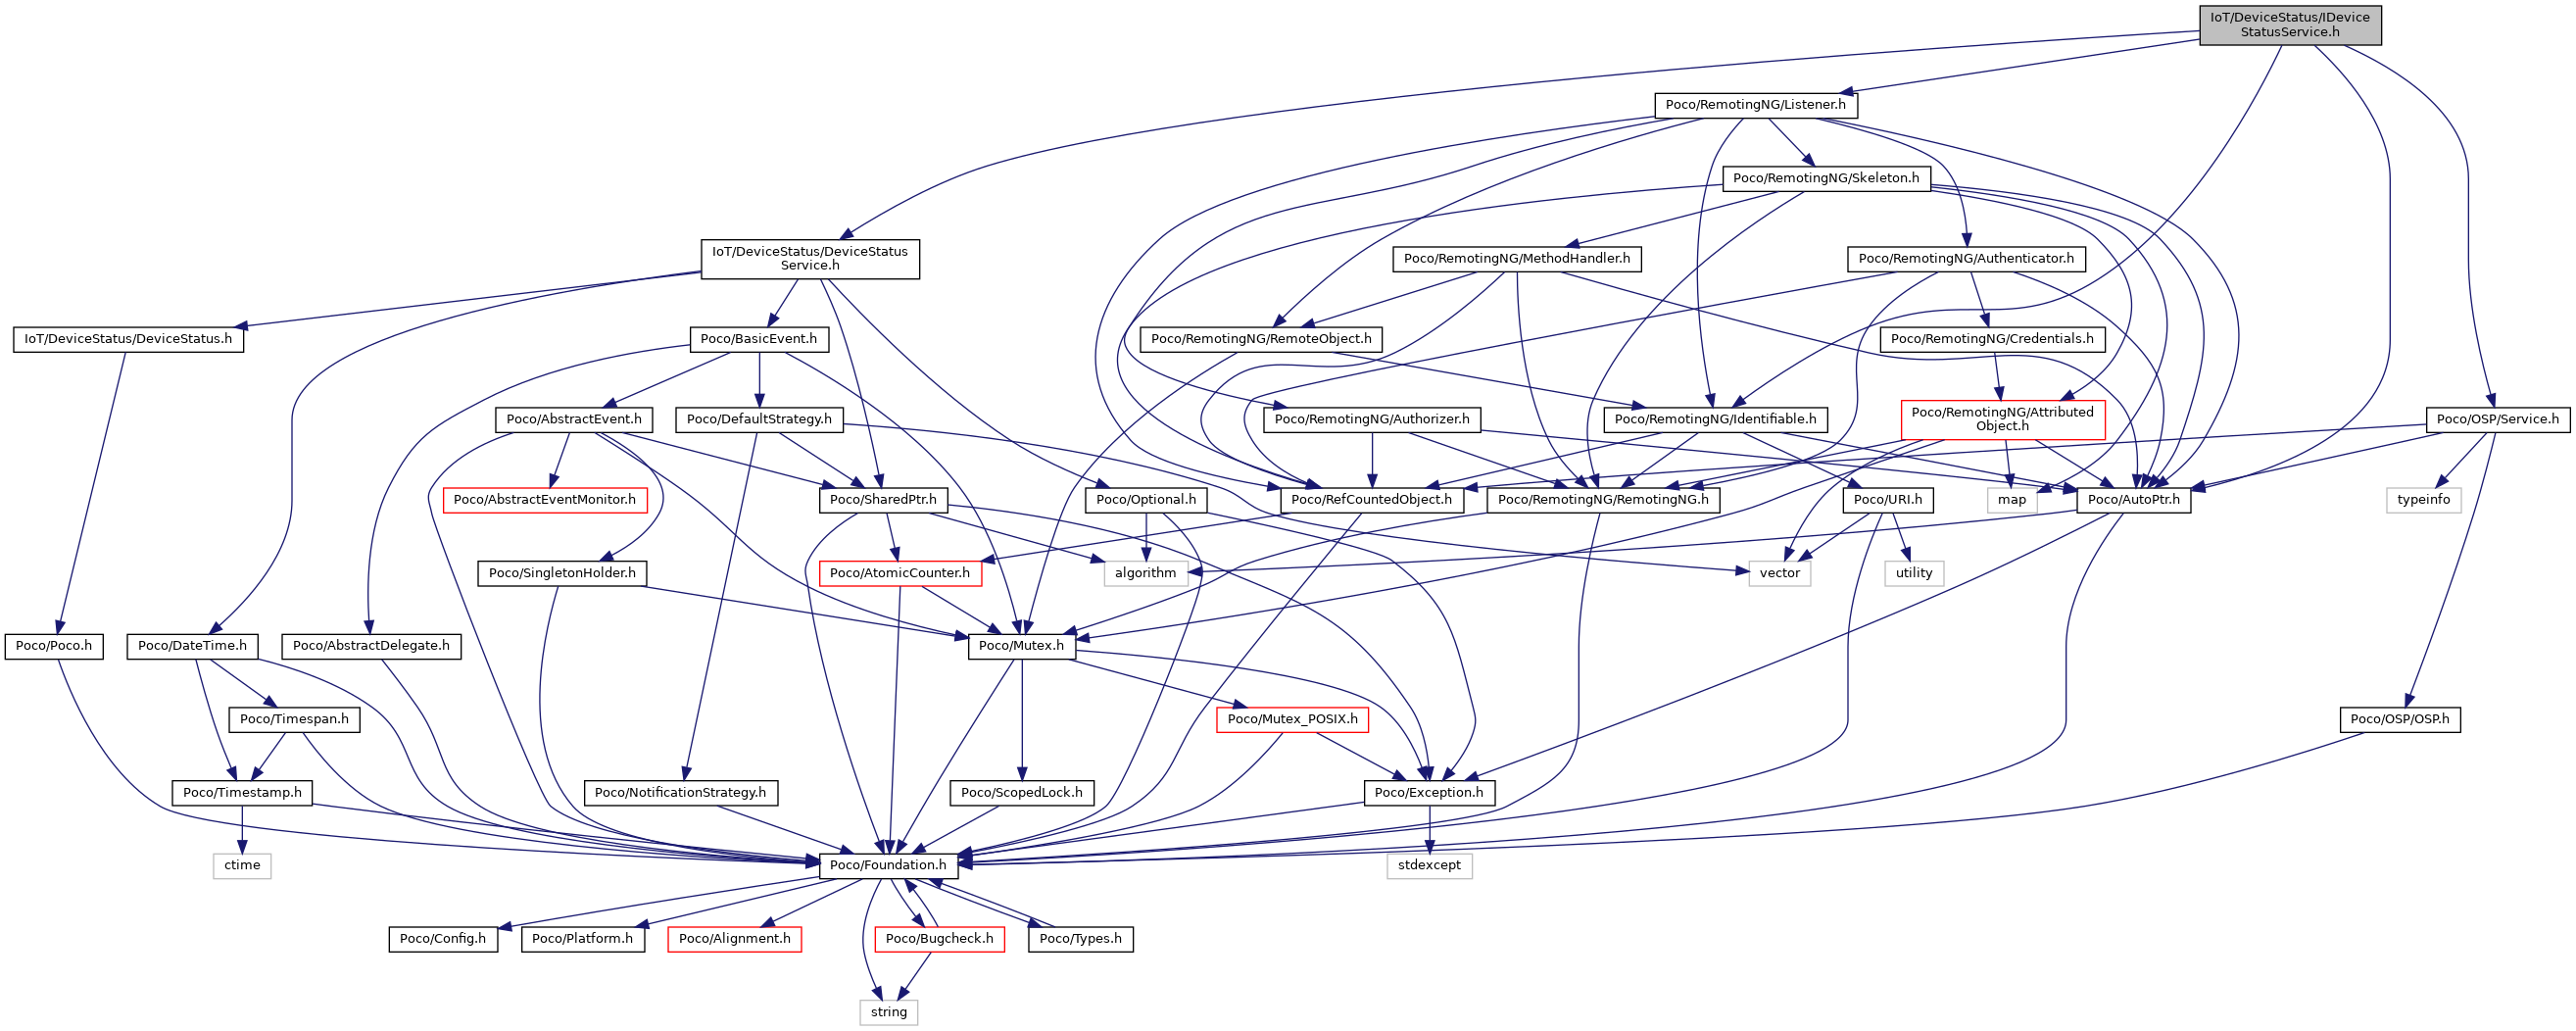 IoT/DeviceStatus/IDevice
StatusService.h
Poco/RemotingNG/Listener.h
Poco/RemotingNG/Skeleton.h
IoT/DeviceStatus/DeviceStatus
Service.h
Poco/RemotingNG/MethodHandler.h
Poco/RemotingNG/Authenticator.h
IoT/DeviceStatus/DeviceStatus.h
Poco/BasicEvent.h
Poco/RemotingNG/RemoteObject.h
Poco/RemotingNG/Credentials.h
Poco/AbstractEvent.h
Poco/DefaultStrategy.h
Poco/RemotingNG/Authorizer.h
Poco/RemotingNG/Identifiable.h
Poco/RemotingNG/Attributed
Object.h
Poco/OSP/Service.h
Poco/AbstractEventMonitor.h
Poco/SharedPtr.h
Poco/Optional.h
Poco/RefCountedObject.h
Poco/RemotingNG/RemotingNG.h
Poco/URI.h
map
Poco/AutoPtr.h
typeinfo
Poco/SingletonHolder.h
Poco/AtomicCounter.h
algorithm
vector
utility
Poco/Poco.h
Poco/DateTime.h
Poco/AbstractDelegate.h
Poco/Mutex.h
Poco/Timespan.h
Poco/Mutex_POSIX.h
Poco/OSP/OSP.h
Poco/Timestamp.h
Poco/NotificationStrategy.h
Poco/ScopedLock.h
Poco/Exception.h
ctime
Poco/Foundation.h
stdexcept
Poco/Config.h
Poco/Platform.h
Poco/Alignment.h
Poco/Bugcheck.h
Poco/Types.h
string